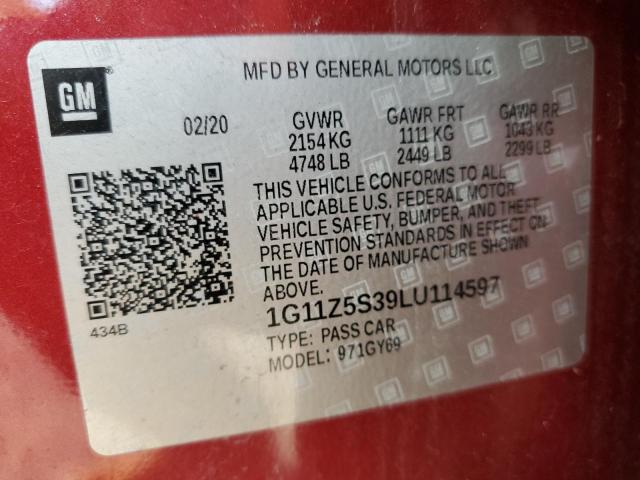 GM
MFD BY GENERAL MOTORS LLC
02/20 GVWR GAWR FRT GAWR RR
2154 KG 1111 KG 1043 KG
4748 LB 2449 LB 2299 LB
THIS VEHICLE CONFORMS TO ALL
APPLICABLE U.S. FEDERAL MOTOR
VEHICLE SAFETY, BUMPER, AND THEFT
PREVENTION STANDARDS IN EFFECT ON
THE DATE OF MANUFACTURE SHOWN
ABOVE.
1G11Z5S39LU114597
TYPE: PASS CAR
MODEL: 971GY69
434B